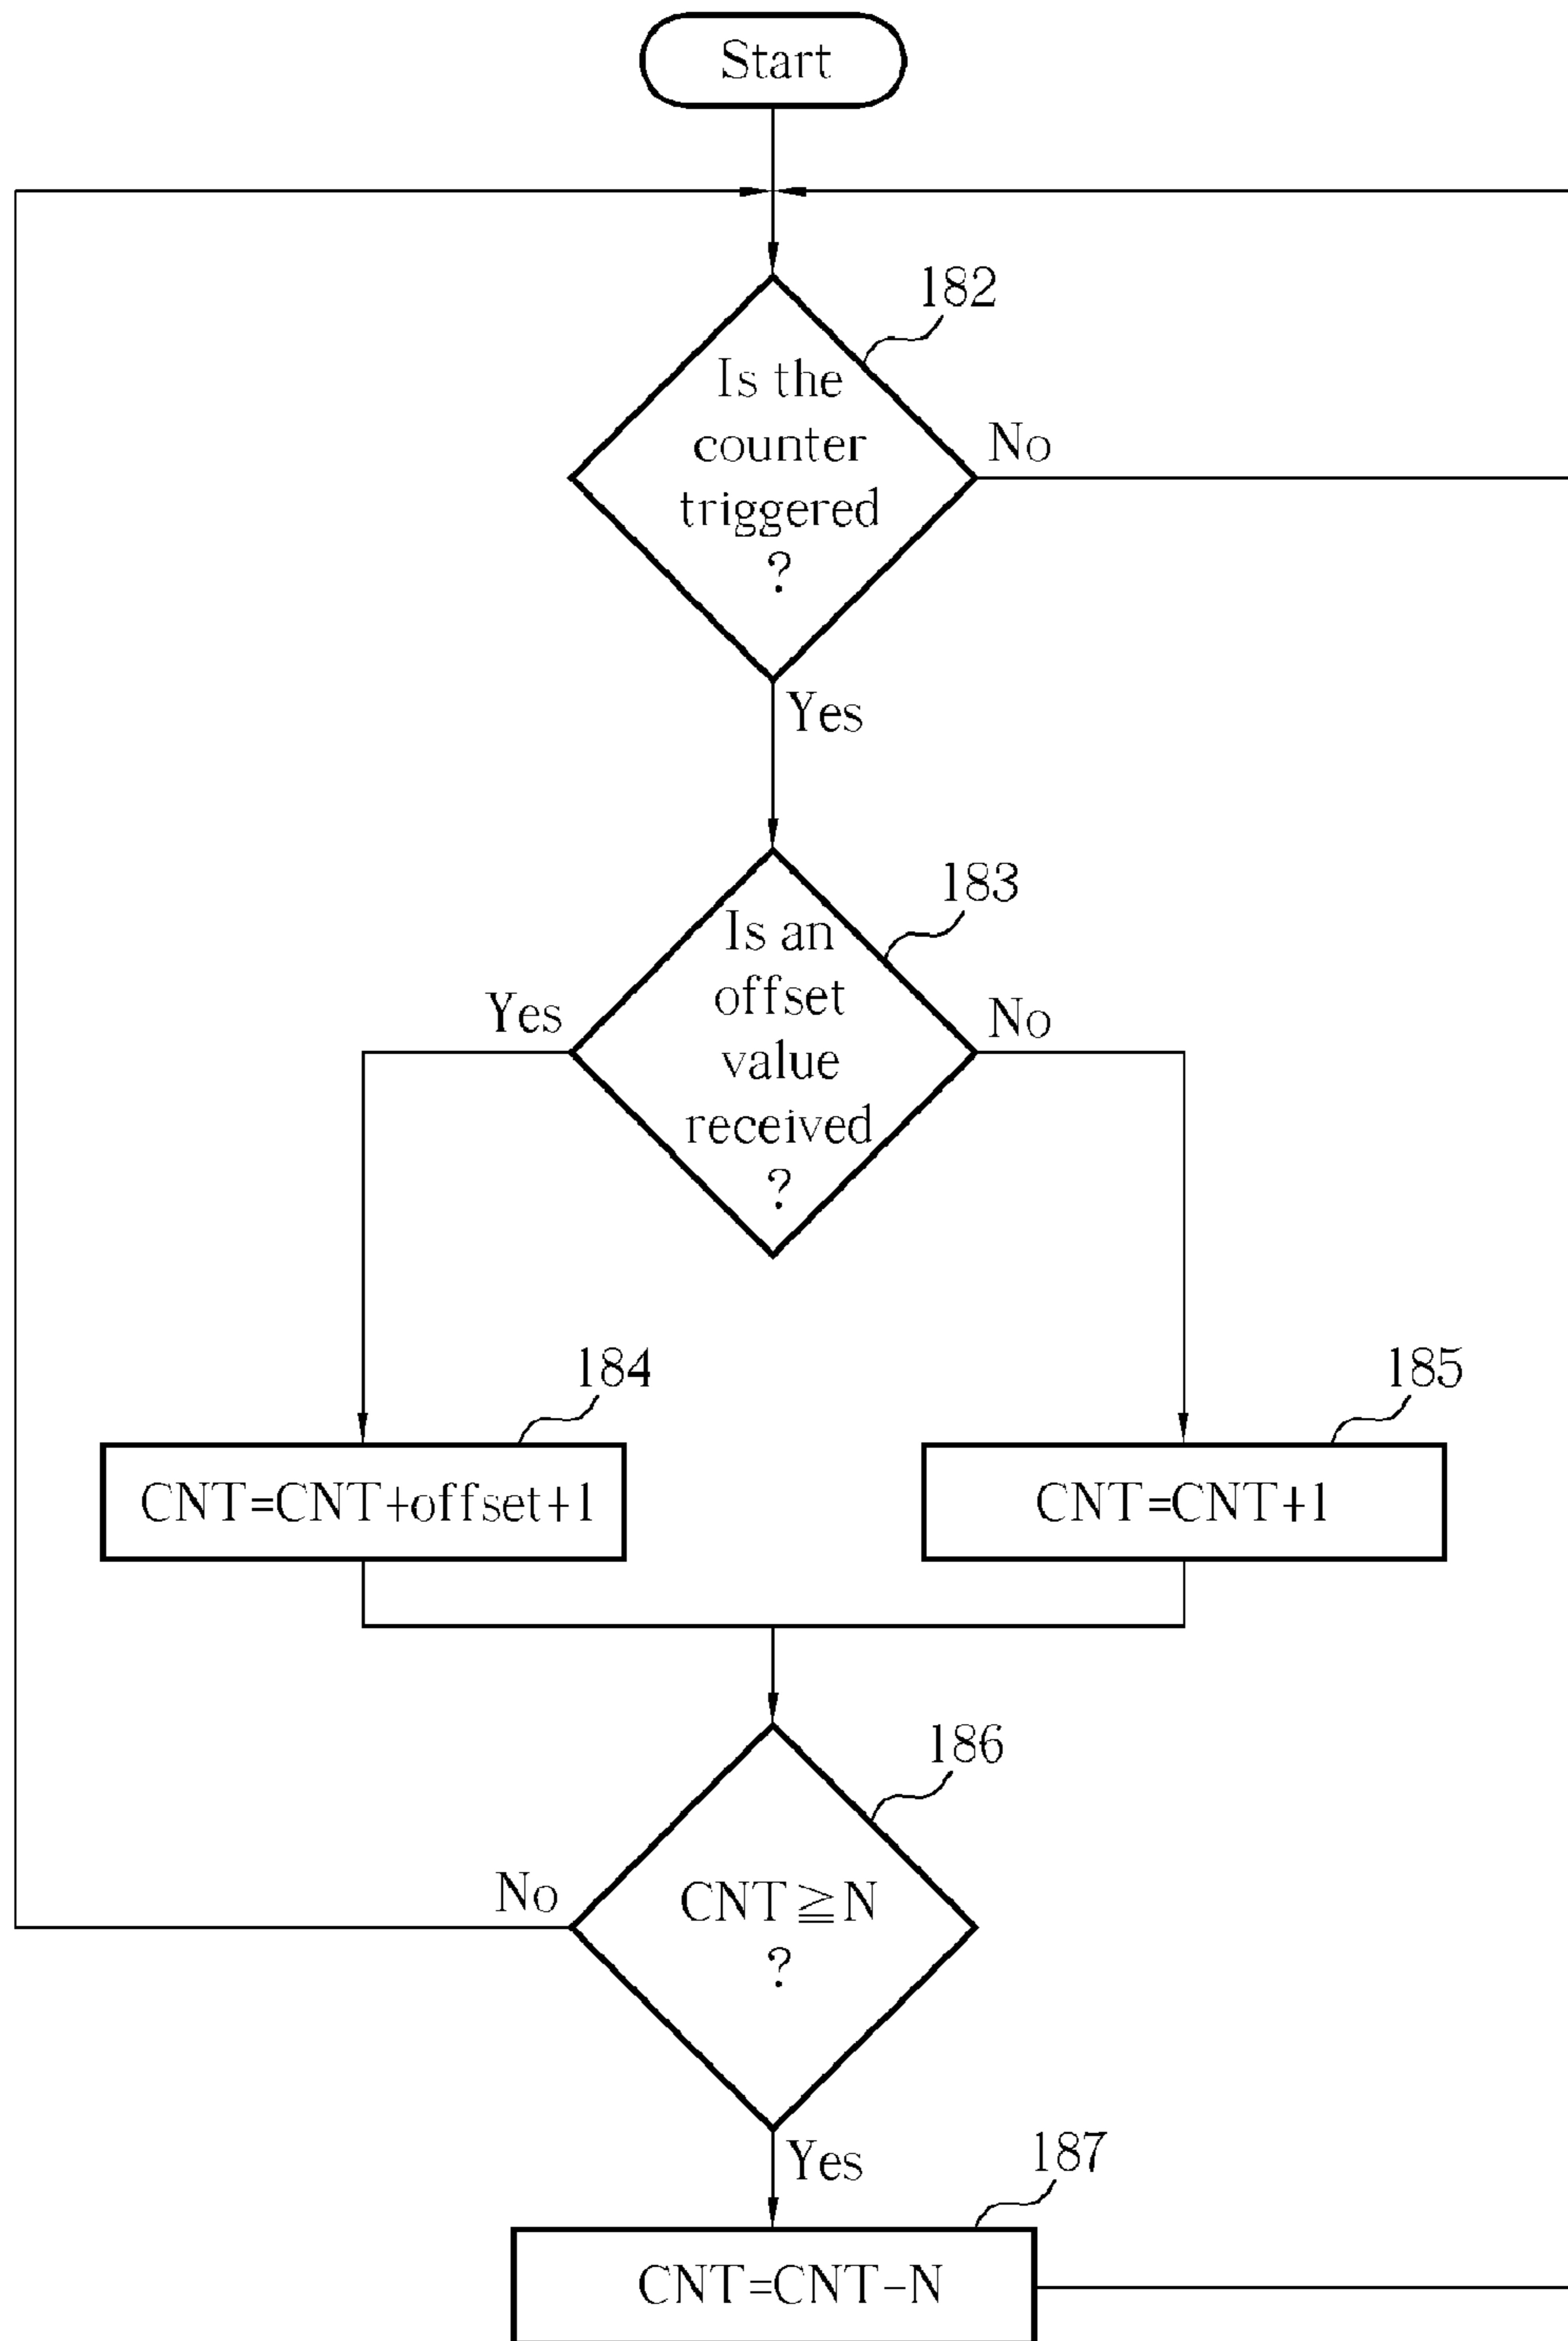 Start
182
Is the
counter
triggered
?
No
Yes
183
Is an
offset
value
received
?
Yes
No
184
185
CNT=CNT+offset+1
CNT=CNT+1
186
CNT≧N
?
No
Yes
187
CNT=CNT-N